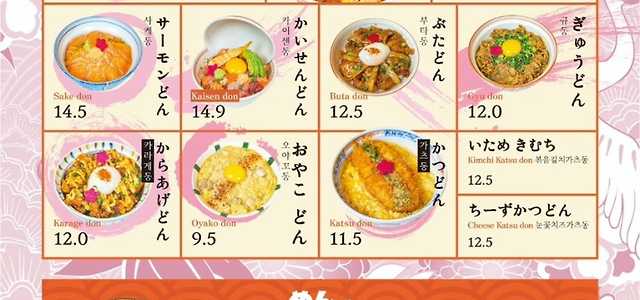 サーモンどん
사케동
Sake don
14.5
かいせんどん
카이센동
Kaisen don
14.9
ぶたどん
부타동
Buta don
12.5
ぎゅうどん
규동
Gyu don
12.0
からあげどん
카라게동
Karage don
12.0
おやこどん
오야꼬동
Oyako don
9.5
かつどん
가츠동
Katsu don
11.5
いため きむち
Kimchi Katsu don 볶음김치가츠동
12.5
ちーずかつどん
Cheese Katsu don 눈꽃치즈가츠동
12.5